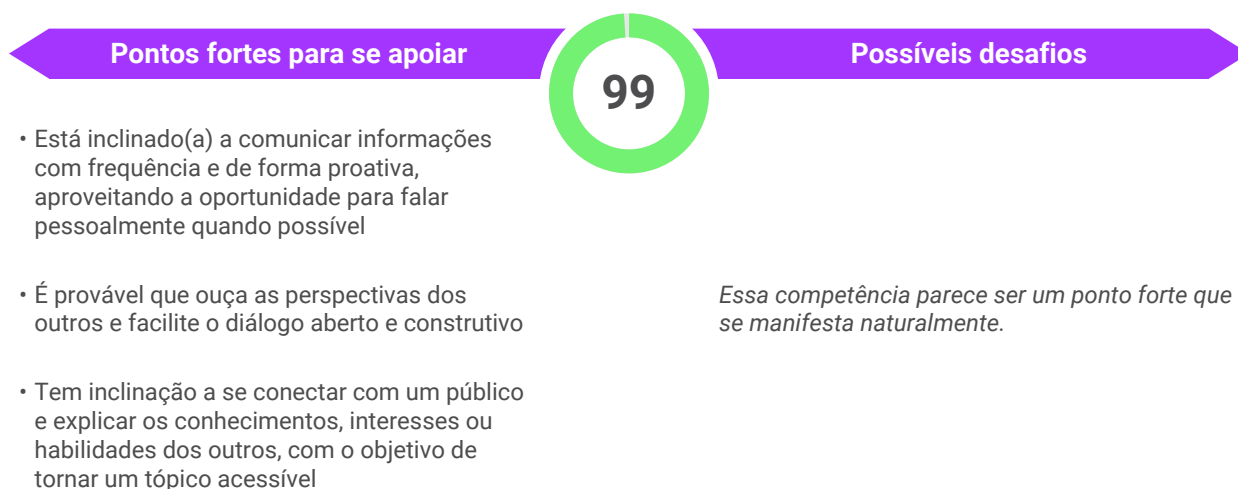 Pontos fortes para se apoiar
99
Possíveis desafios
• Está inclinado(a) a comunicar informações
com frequência e de forma proativa,
aproveitando a oportunidade para falar
pessoalmente quando possível
• É provável que ouça as perspectivas dos
outros e facilite o diálogo aberto e construtivo
• Tem inclinação a se conectar com um público
e explicar os conhecimentos, interesses ou
habilidades dos outros, com o objetivo de
tornar um tópico acessível
Essa competência parece ser um ponto forte que
se manifesta naturalmente.